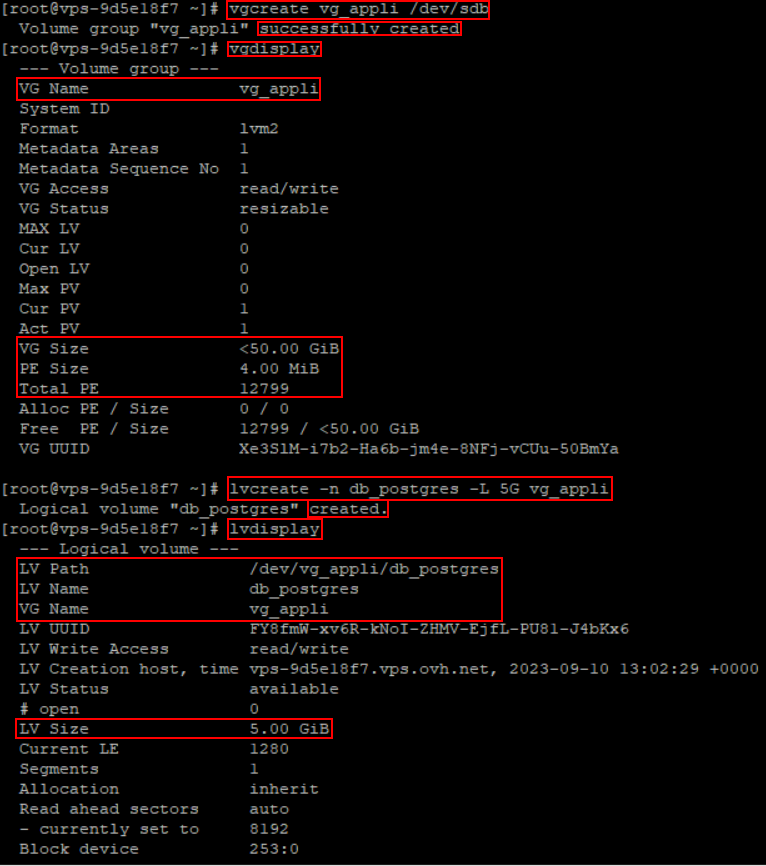 [root@vps-9d5e18f7 ~]# vgcreate vg_appli /dev/sdb
Volume group "vg_appli" successfully created
[root@vps-9d5e18f7 ~]# vgdisplay
--- Volume group ---
VG Name vg_appli
System ID
Format lvm2
Metadata Areas 1
Metadata Sequence No 1
VG Access read/write
VG Status resizable
MAX LV 0
Cur LV 0
Open LV 0
Max PV 0
Cur PV 1
Act PV 1
VG Size <50.00 GiB
PE Size 4.00 MiB
Total PE 12799
Alloc PE / Size 0 / 0
Free PE / Size 12799 / <50.00 GiB
VG UUID Xe3SlM-i7b2-Ha6b-jm4e-8NFj-vCUu-50BmYa
[root@vps-9d5e18f7 ~]# lvcreate -n db_postgres -L 5G vg_appli
Logical volume "db_postgres" created.
[root@vps-9d5e18f7 ~]# lvdisplay
--- Logical volume ---
LV Path /dev/vg_appli/db_postgres
LV Name db_postgres
VG Name vg_appli
LV UUID FY8fmW-xv6R-kNoI-ZHMV-EjfL-PU81-J4bKx6
LV Write Access read/write
LV Creation host, time vps-9d5e18f7.vps.ovh.net, 2023-09-10 13:02:29 +0000
LV Status available
# open 0
LV Size 5.00 GiB
Current LE 1280
Segments 1
Allocation inherit
Read ahead sectors auto
- currently set to 8192
Block device 253:0